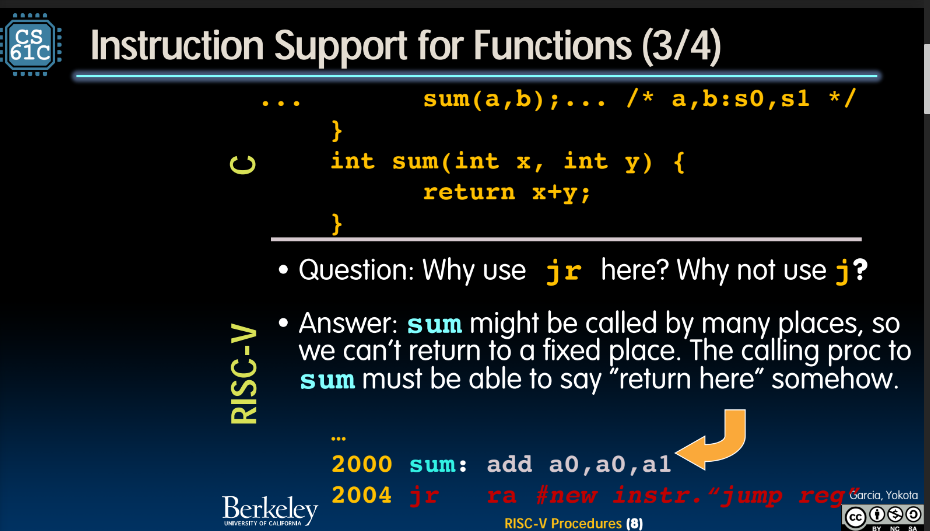 CS
61C
Instruction Support for Functions (3/4)
... sum(a,b);... /* a,b:s0,s1 */
}
C
int sum(int x, int y) {
return x+y;
}
• Question: Why use jr here? Why not use j?
RISC-V
• Answer: sum might be called by many places, so
we can't return to a fixed place. The calling proc to
sum must be able to say "return here" somehow.
…
2000 sum: add a0,a0,a1
2004 jr ra #new instr."jump reg"
Berkeley
UNIVERSITY OF CALIFORNIA
RISC-V Procedures (8)
Garcia, Yokota
cc
BY NC SA